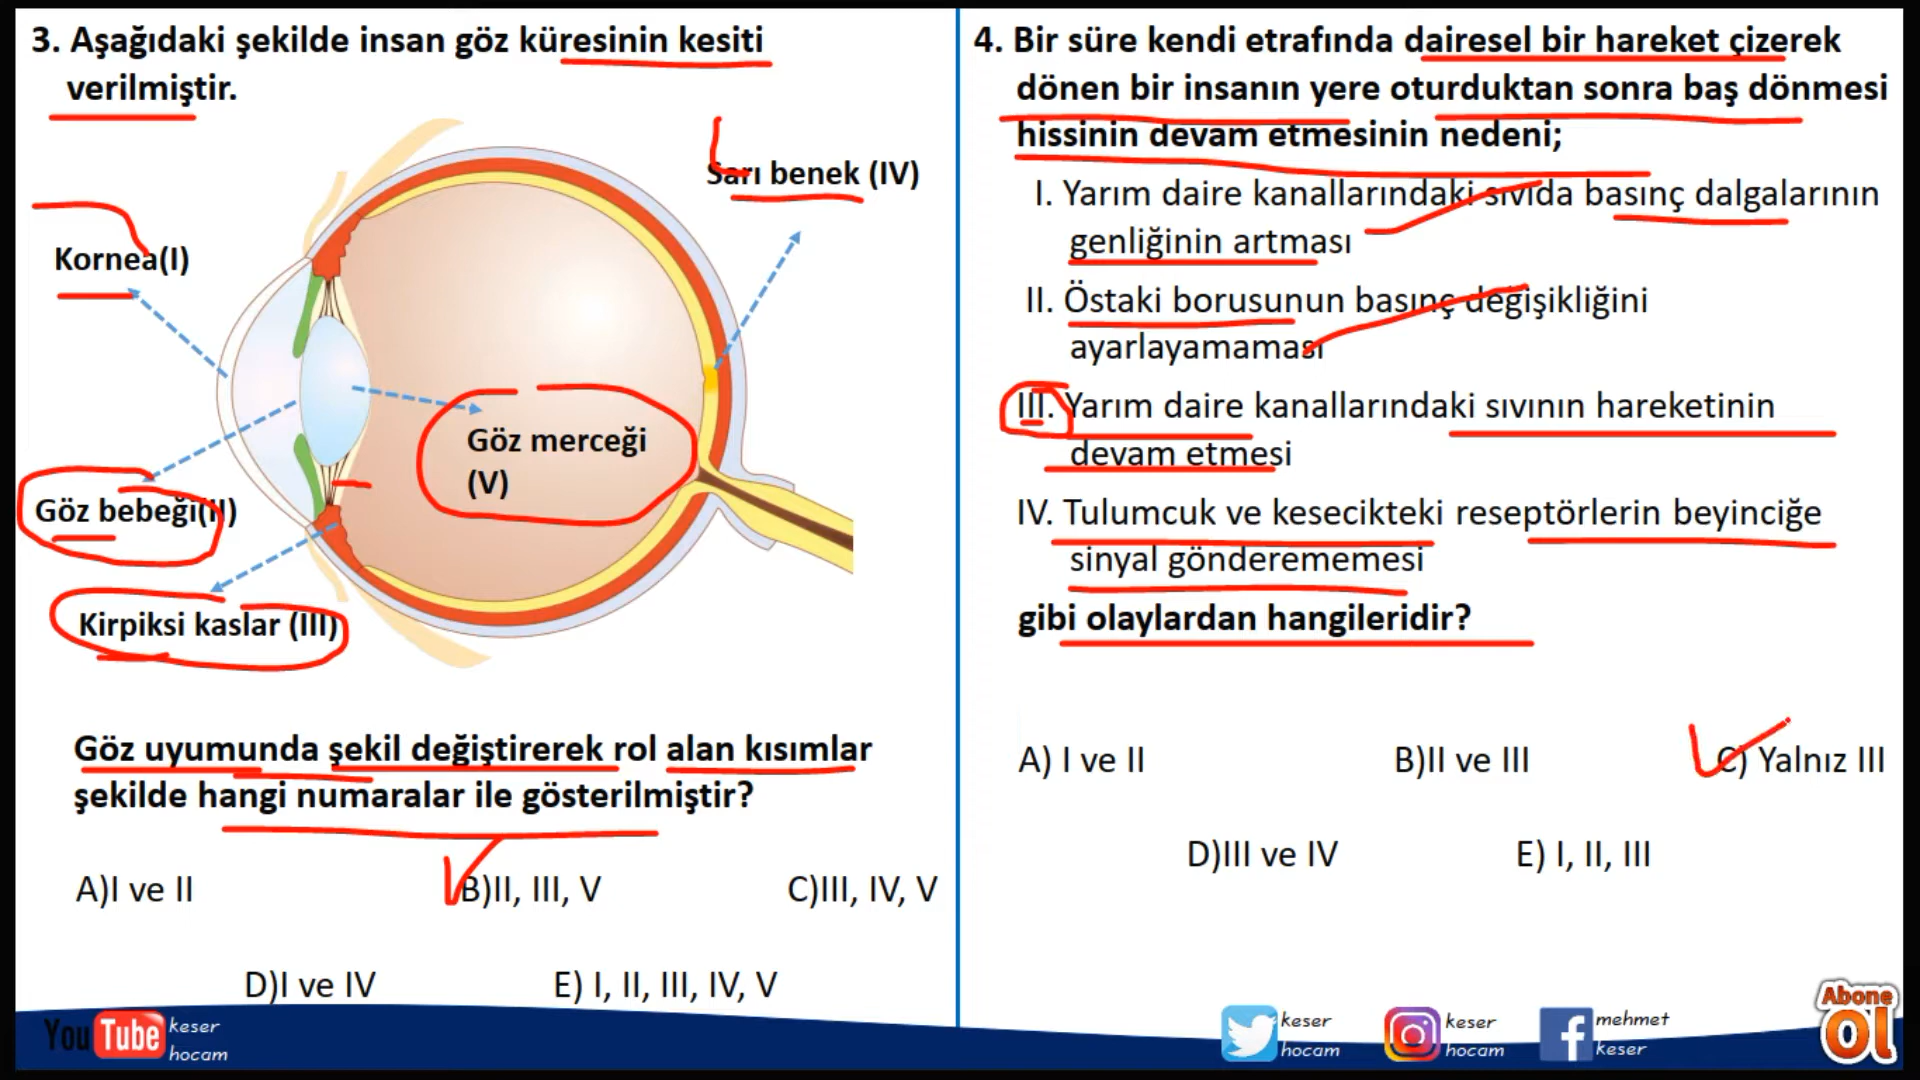 3. Aşağıdaki şekilde insan göz küresinin kesiti
verilmiştir.
Sarı benek (IV)
Kornea(I)
Göz merceği
(V)
Göz bebeği(II)
Kirpiksi kaslar (III)
Göz uyumunda şekil değiştirerek rol alan kısımlar
şekilde hangi numaralar ile gösterilmiştir?
A)I ve II
B)II, III, V
C)III, IV, V
D)I ve IV
E) I, II, III, IV, V
4. Bir süre kendi etrafında dairesel bir hareket çizerek
dönen bir insanın yere oturduktan sonra baş dönmesi
hissinin devam etmesinin nedeni;
I. Yarım daire kanallarındaki sıvıda basınç dalgalarının
genliğinin artması
II. Östaki borusunun basınç değişikliğini
ayarlayamaması
III. Yarım daire kanallarındaki sıvının hareketinin
devam etmesi
IV. Tulumcuk ve kesecikteki reseptörlerin beyinciğe
sinyal gönderememesi
gibi olaylardan hangileridir?
A) I ve II
B)II ve III
C) Yalnız III
D)III ve IV
E) I, II, III
YouTube
keser
hocam
keser
hocam
keser
hocam
mehmet
keser
Abone
Ol